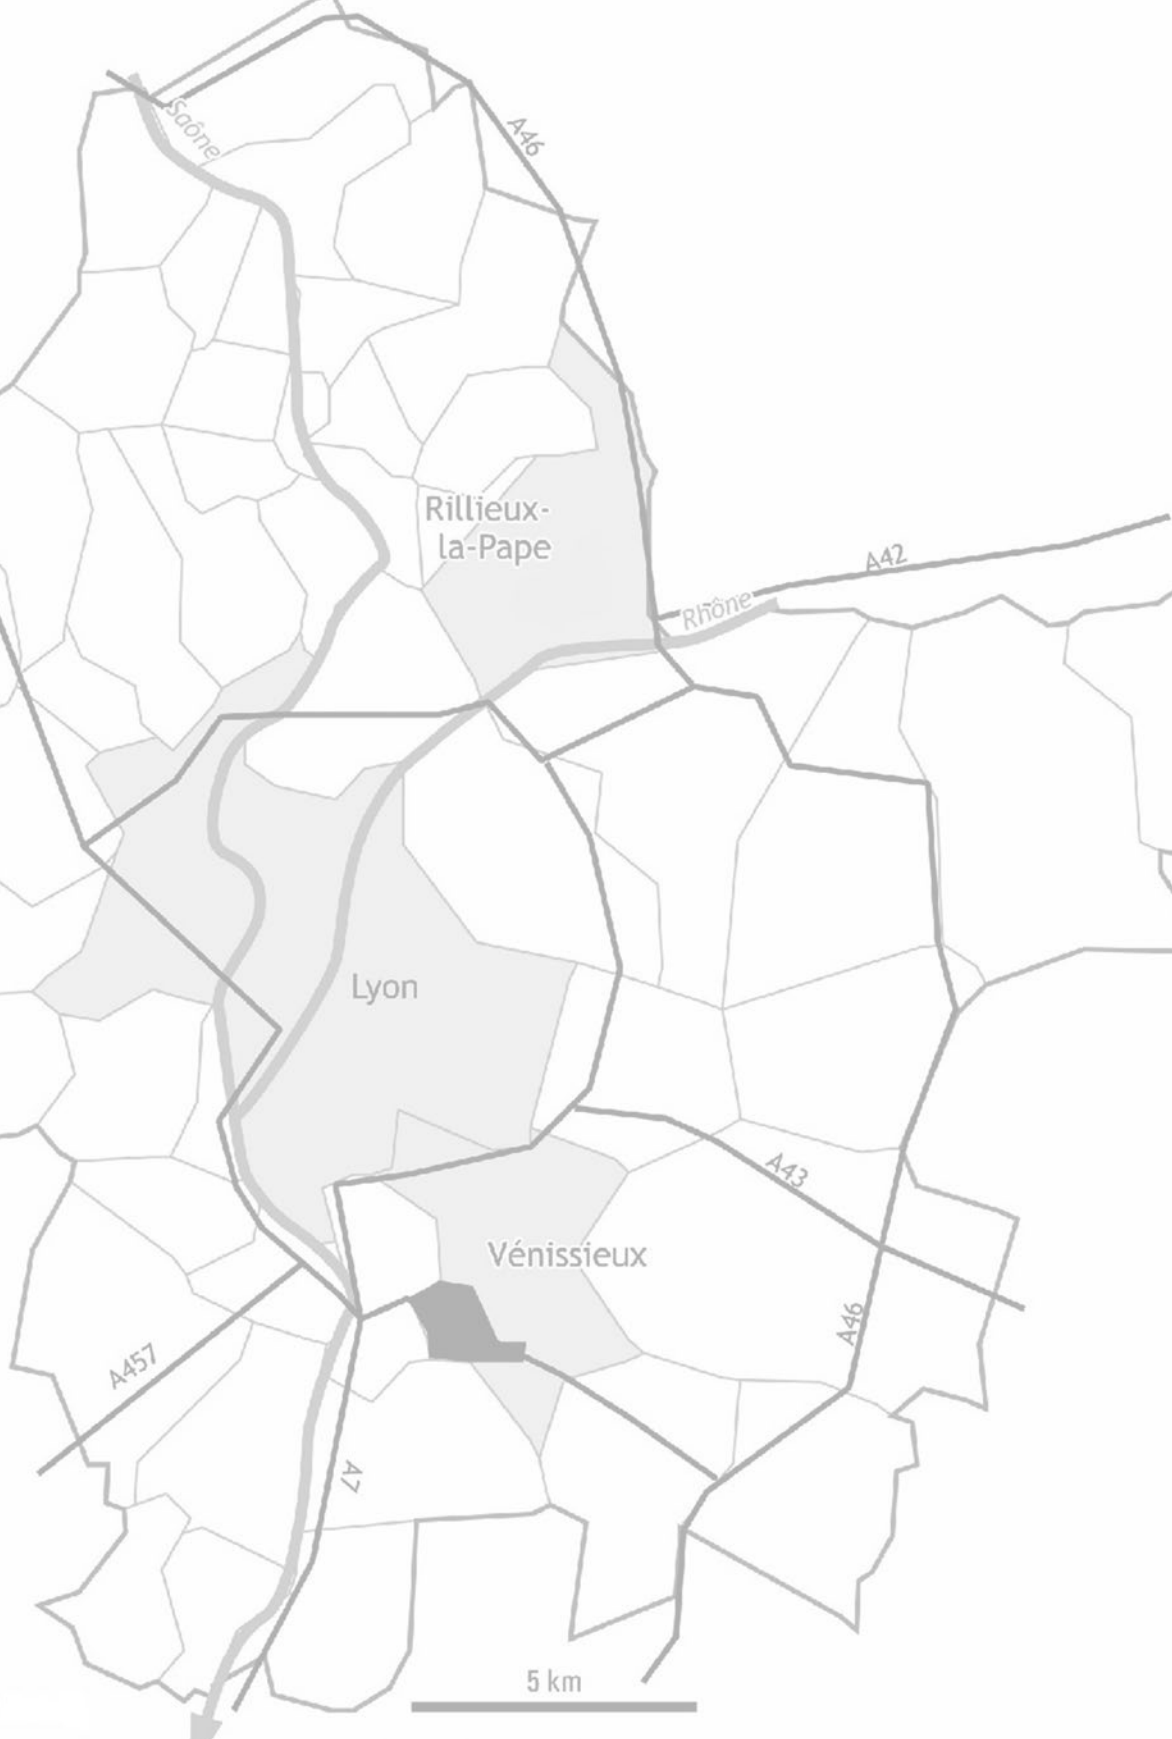 Saône
A46
Rillieux-
la-Pape
A42
Rhône
Lyon
A43
Vénissieux
A46
A457
A7
5 km